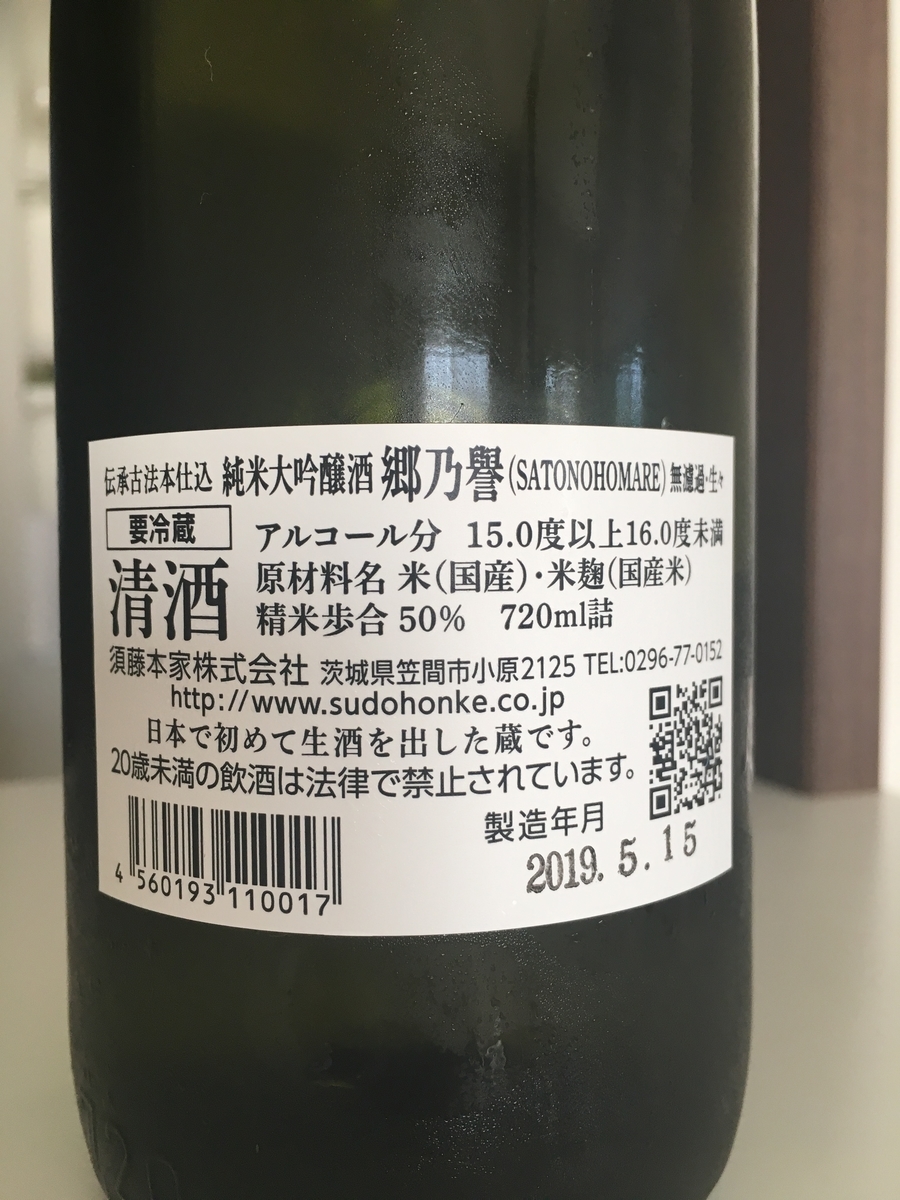 伝承古法本仕込 純米大吟醸酒 郷乃譽(SATONOHOMARE)無濾過・生々
要冷蔵
アルコール分 15.0度以上16.0度未満
清酒
原材料名 米(国産)・米麹(国産米)
精米歩合 50% 720ml詰
須藤本家株式会社 茨城県笠間市小原2125 TEL:0296-77-0152
http://www.sudohonke.co.jp
日本で初めて生酒を出した蔵です。
20歳未満の飲酒は法律で禁止されています。
製造年月
2019. 5. 15
4 560193 110017